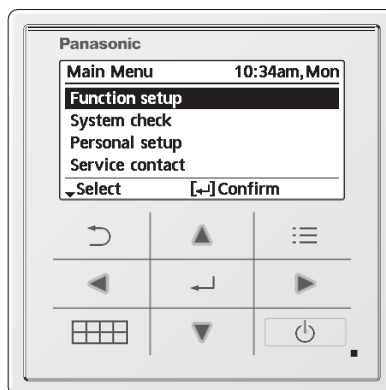 Panasonic
Main Menu 10:34am,Mon
Function setup
System check
Personal setup
Service contact
Select [↵]Confirm